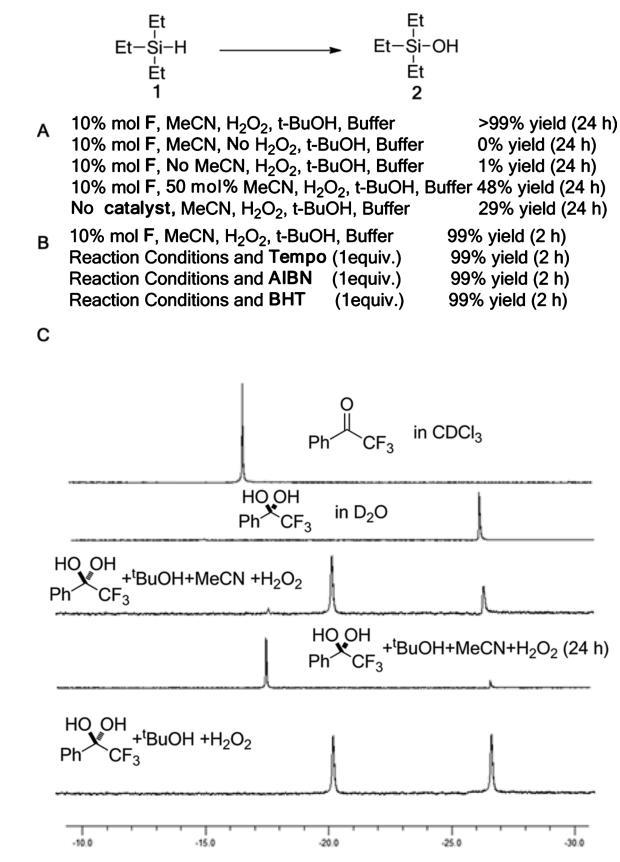 Et Et
Et–Si–H Et–Si–OH
Et Et
1 2
A
10% mol F, MeCN, H₂O₂, t-BuOH, Buffer >99% yield (24 h)
10% mol F, MeCN, No H₂O₂, t-BuOH, Buffer 0% yield (24 h)
10% mol F, No MeCN, H₂O₂, t-BuOH, Buffer 1% yield (24 h)
10% mol F, 50 mol% MeCN, H₂O₂, t-BuOH, Buffer 48% yield (24 h)
No catalyst, MeCN, H₂O₂, t-BuOH, Buffer 29% yield (24 h)
B
10% mol F, MeCN, H₂O₂, t-BuOH, Buffer 99% yield (2 h)
Reaction Conditions and Tempo (1equiv.) 99% yield (2 h)
Reaction Conditions and AIBN (1equiv.) 99% yield (2 h)
Reaction Conditions and BHT (1equiv.) 99% yield (2 h)
C
O
Ph CF₃ in CDCl₃
HO OH
Ph CF₃ in D₂O
HO OH
Ph CF₃ +ᵗBuOH+MeCN +H₂O₂
HO OH
Ph CF₃ +ᵗBuOH+MeCN+H₂O₂ (24 h)
HO OH
Ph CF₃ +ᵗBuOH +H₂O₂
-10.0 -15.0 -20.0 -25.0 -30.0